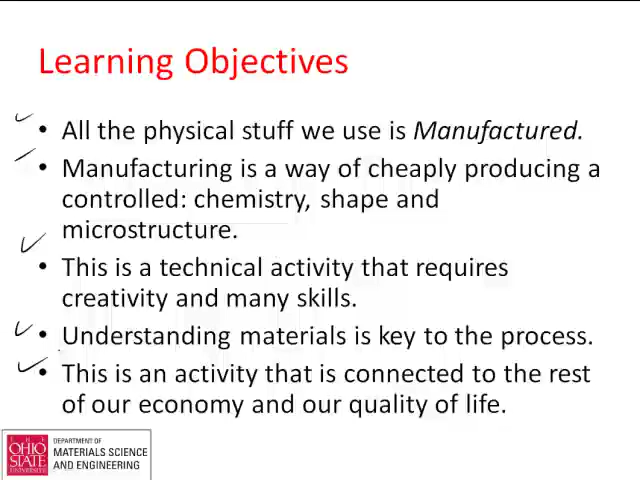 Learning Objectives
• All the physical stuff we use is Manufactured.
• Manufacturing is a way of cheaply producing a
controlled: chemistry, shape and
microstructure.
• This is a technical activity that requires
creativity and many skills.
• Understanding materials is key to the process.
• This is an activity that is connected to the rest
of our economy and our quality of life.
THE
OHIO
STATE
UNIVERSITY
DEPARTMENT OF
MATERIALS SCIENCE
AND ENGINEERING